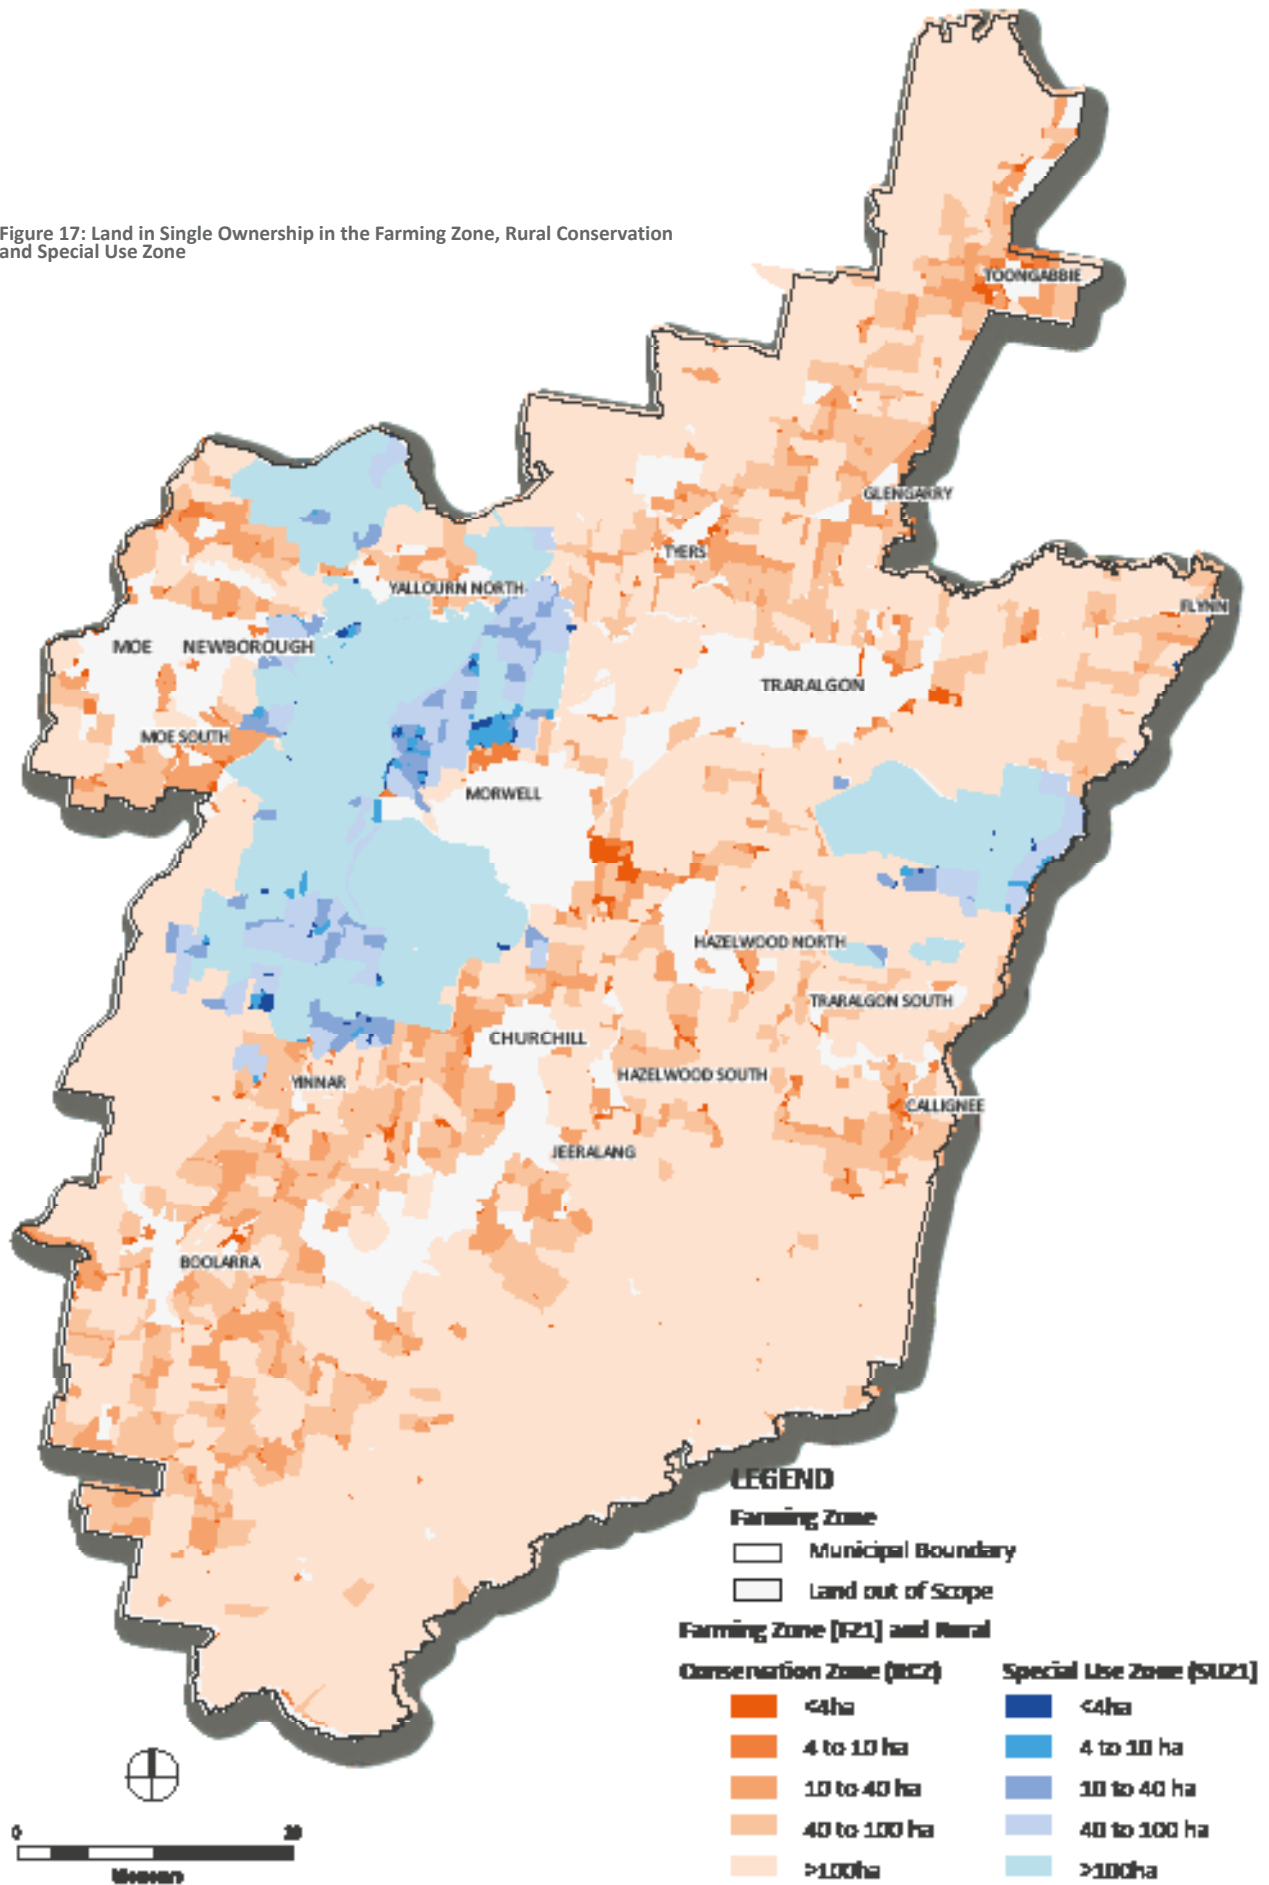 Figure 17: Land in Single Ownership in the Farming Zone, Rural Conservation
and Special Use Zone
TOONGABBIE
GLENGARRY
TYERS
YALLOURN NORTH
FLYNN
MOE
NEWBOROUGH
TRARALGON
MOE SOUTH
MORWELL
HAZELWOOD NORTH
TRARALGON SOUTH
CHURCHILL
HAZELWOOD SOUTH
YINNAR
CALLIGNEE
JEERALANG
BOOLARRA
LEGEND
Farming Zone
Municipal Boundary
Land out of Scope
Farming Zone [FZ1] and Rural
Conservation Zone (RCZ)
<4ha
4 to 10 ha
10 to 40 ha
40 to 100 ha
>100ha
Special Use Zone (SUZ1]
<4ha
4 to 10 ha
10 to 40 ha
40 to 100 ha
>100ha
0